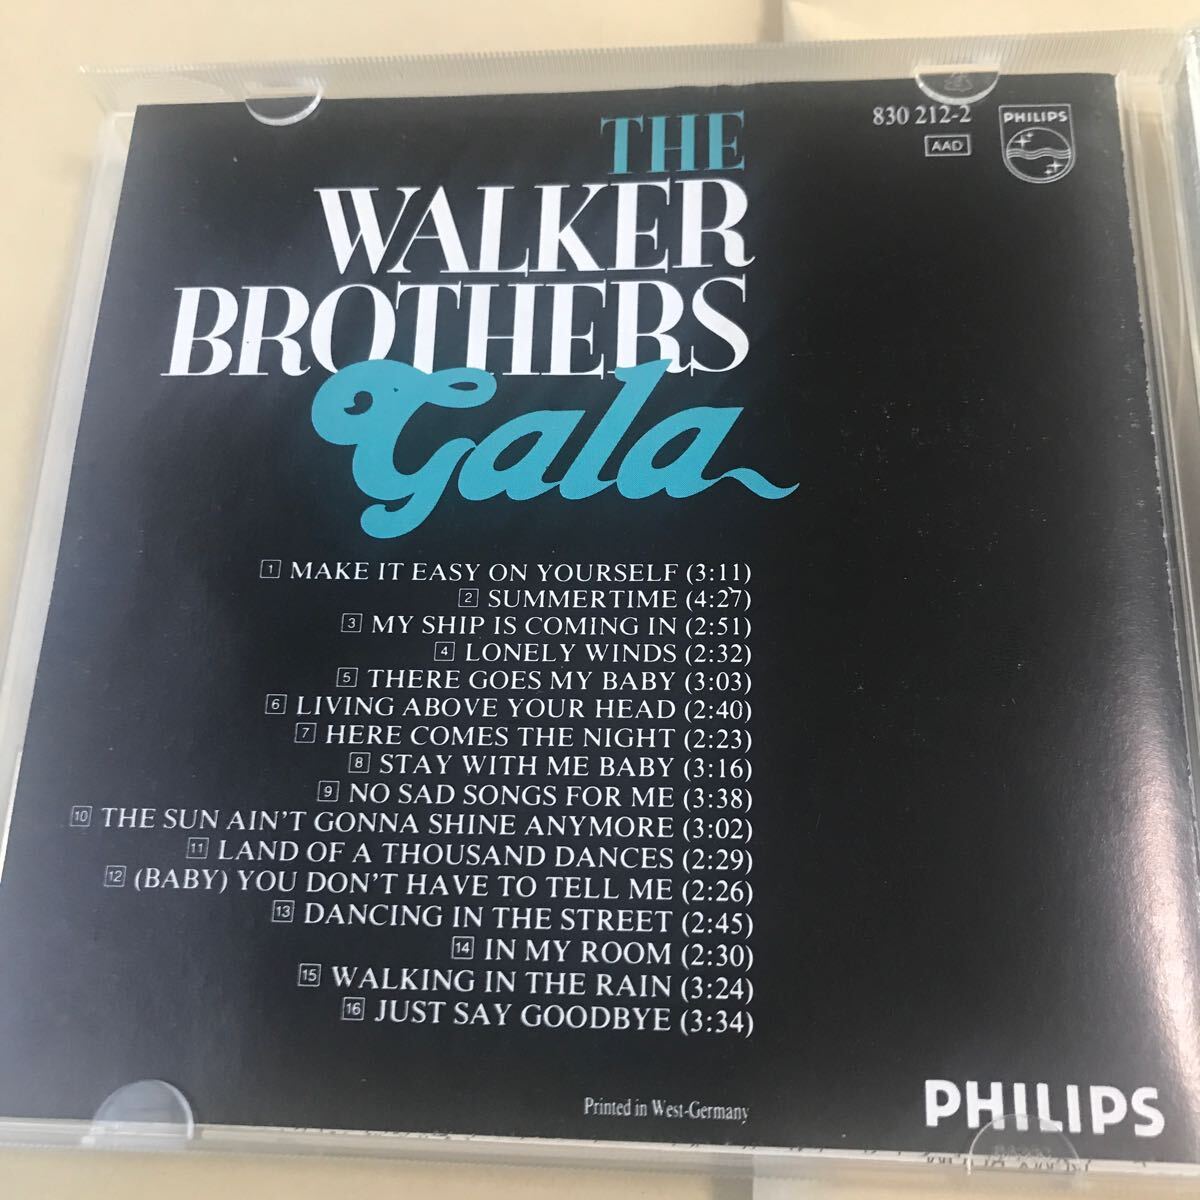 830 212-2
AAD
PHILIPS
THE
WALKER
BROTHERS
Gala
1 MAKE IT EASY ON YOURSELF (3:11)
2 SUMMERTIME (4:27)
3 MY SHIP IS COMING IN (2:51)
4 LONELY WINDS (2:32)
5 THERE GOES MY BABY (3:03)
6 LIVING ABOVE YOUR HEAD (2:40)
7 HERE COMES THE NIGHT (2:23)
8 STAY WITH ME BABY (3:16)
9 NO SAD SONGS FOR ME (3:38)
10 THE SUN AIN'T GONNA SHINE ANYMORE (3:02)
11 LAND OF A THOUSAND DANCES (2:29)
12 (BABY) YOU DON'T HAVE TO TELL ME (2:26)
13 DANCING IN THE STREET (2:45)
14 IN MY ROOM (2:30)
15 WALKING IN THE RAIN (3:24)
16 JUST SAY GOODBYE (3:34)
Printed in West-Germany
PHILIPS